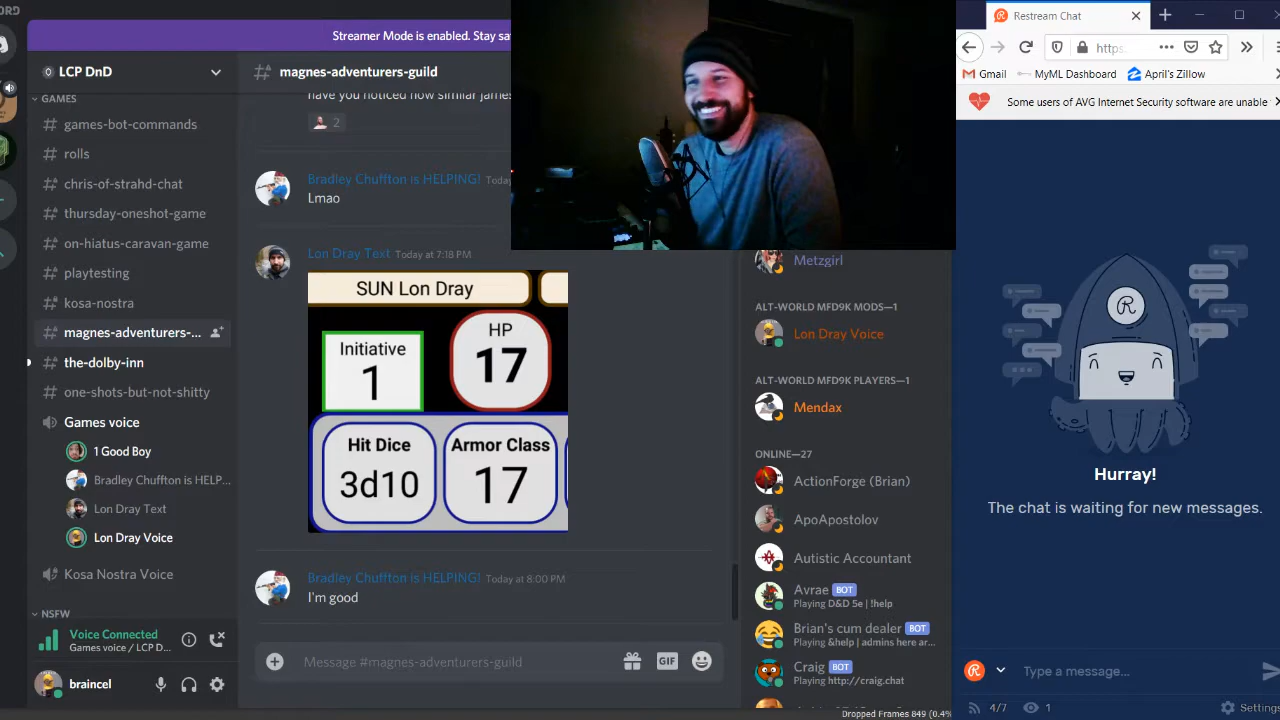 ORD
Streamer Mode is enabled. Stay sa
LCP DnD
GAMES
games-bot-commands
rolls
chris-of-strahd-chat
thursday-oneshot-game
on-hiatus-caravan-game
playtesting
kosa-nostra
magnes-adventurers-...
the-dolby-inn
one-shots-but-not-shitty
Games voice
1 Good Boy
Bradley Chuffton is HELP...
Lon Dray Text
Lon Dray Voice
Kosa Nostra Voice
NSFW
Voice Connected
Games voice / LCP D...
braincel
magnes-adventurers-guild
have you noticed how similar james
2
Bradley Chuffton is HELPING! Today
Lmao
Lon Dray Text Today at 7:18 PM
SUN Lon Dray
Initiative
1
HP
17
Hit Dice
3d10
Armor Class
17
Bradley Chuffton is HELPING! Today at 8:00 PM
I'm good
Message #magnes-adventurers-guild
GIF
Metzgirl
ALT-WORLD MFD9K MODS—1
Lon Dray Voice
ALT-WORLD MFD9K PLAYERS—1
Mendax
ONLINE—27
ActionForge (Brian)
ApoApostolov
Autistic Accountant
Avrae BOT
Playing D&D 5e | !help
Brian's cum dealer BOT
Playing &help | admins here ar...
Craig BOT
Playing http://craig.chat
Dropped Frames 849 (0.4%
Restream Chat
https:
Gmail
MyML Dashboard
April's Zillow
Some users of AVG Internet Security software are unable
R
Hurray!
The chat is waiting for new messages.
Type a message...
4/7
1
Settings